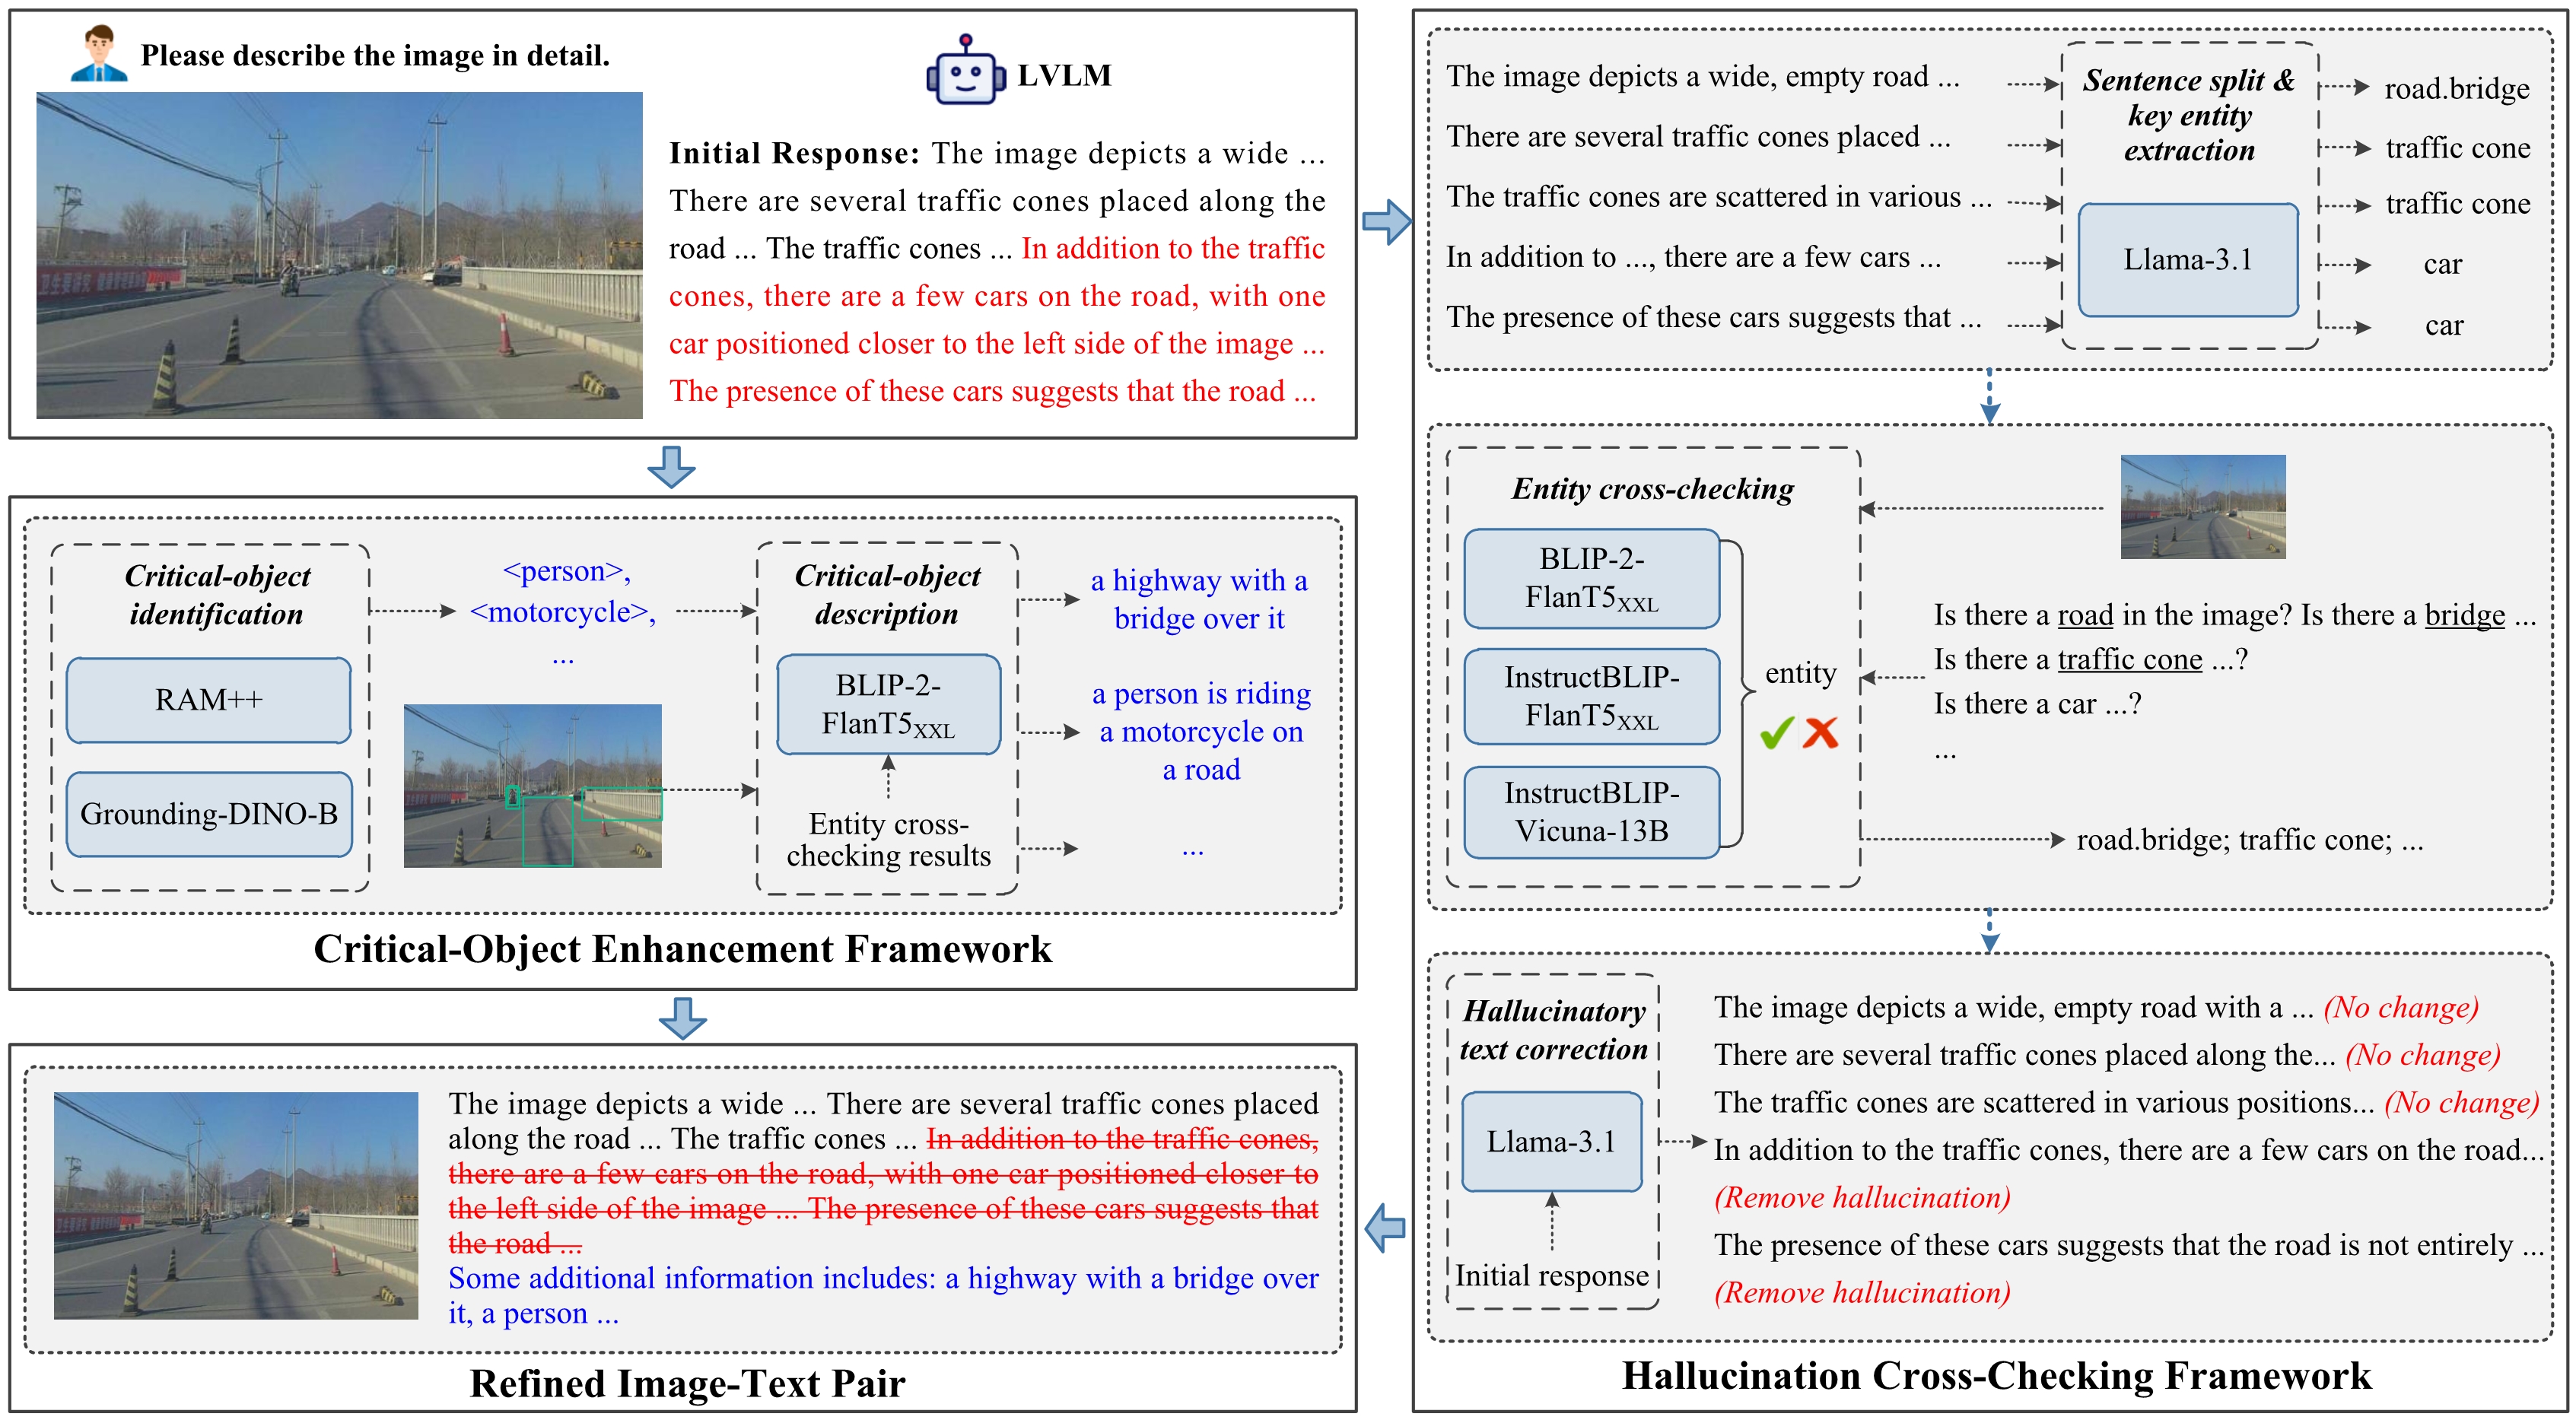 Please describe the image in detail.
LVLM
Initial Response: The image depicts a wide ...
There are several traffic cones placed along the
road ... The traffic cones ... In addition to the traffic
cones, there are a few cars on the road, with one
car positioned closer to the left side of the image ...
The presence of these cars suggests that the road ...
Critical-object
identification
RAM++
Grounding-DINO-B
<person>,
<motorcycle>,
...
Critical-object
description
BLIP-2-
FlanT5XXL
Entity cross-
checking results
a highway with a
bridge over it
a person is riding
a motorcycle on
a road
...
Critical-Object Enhancement Framework
The image depicts a wide ... There are several traffic cones placed
along the road ... The traffic cones ... In addition to the traffic cones,
there are a few cars on the road, with one car positioned closer to
the left side of the image ... The presence of these cars suggests that
the road ...
Some additional information includes: a highway with a bridge over
it, a person ...
Refined Image-Text Pair
The image depicts a wide, empty road ...
There are several traffic cones placed ...
The traffic cones are scattered in various ...
In addition to ..., there are a few cars ...
The presence of these cars suggests that ...
Sentence split &
key entity
extraction
Llama-3.1
road.bridge
traffic cone
traffic cone
car
car
Entity cross-checking
BLIP-2-
FlanT5XXL
InstructBLIP-
FlanT5XXL
InstructBLIP-
Vicuna-13B
entity
Is there a road in the image? Is there a bridge ...
Is there a traffic cone ...?
Is there a car ...?
...
road.bridge; traffic cone; ...
Hallucinatory
text correction
Llama-3.1
Initial response
The image depicts a wide, empty road with a ... (No change)
There are several traffic cones placed along the... (No change)
The traffic cones are scattered in various positions... (No change)
In addition to the traffic cones, there are a few cars on the road...
(Remove hallucination)
The presence of these cars suggests that the road is not entirely ...
(Remove hallucination)
Hallucination Cross-Checking Framework